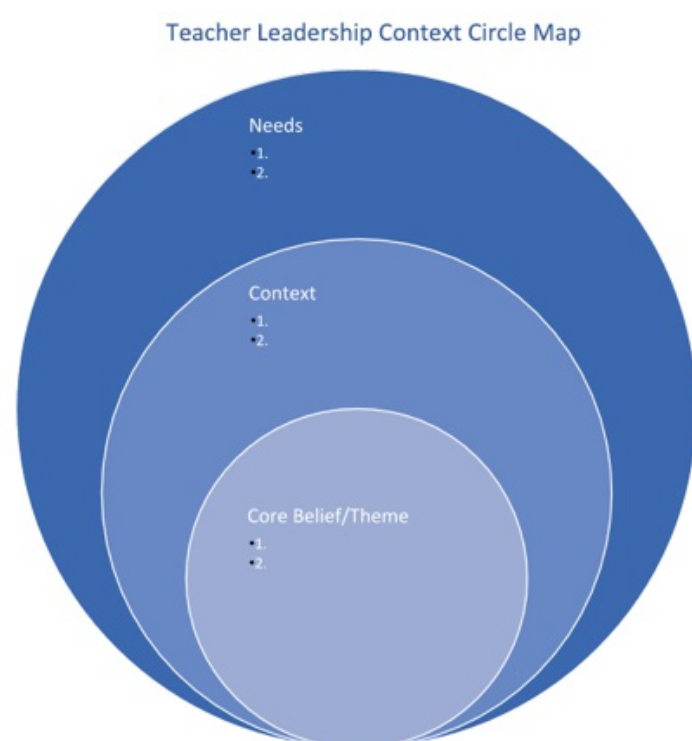 Teacher Leadership Context Circle Map
Needs
•1.
•2.
Context
•1.
•2.
Core Belief/Theme
•1.
•2.